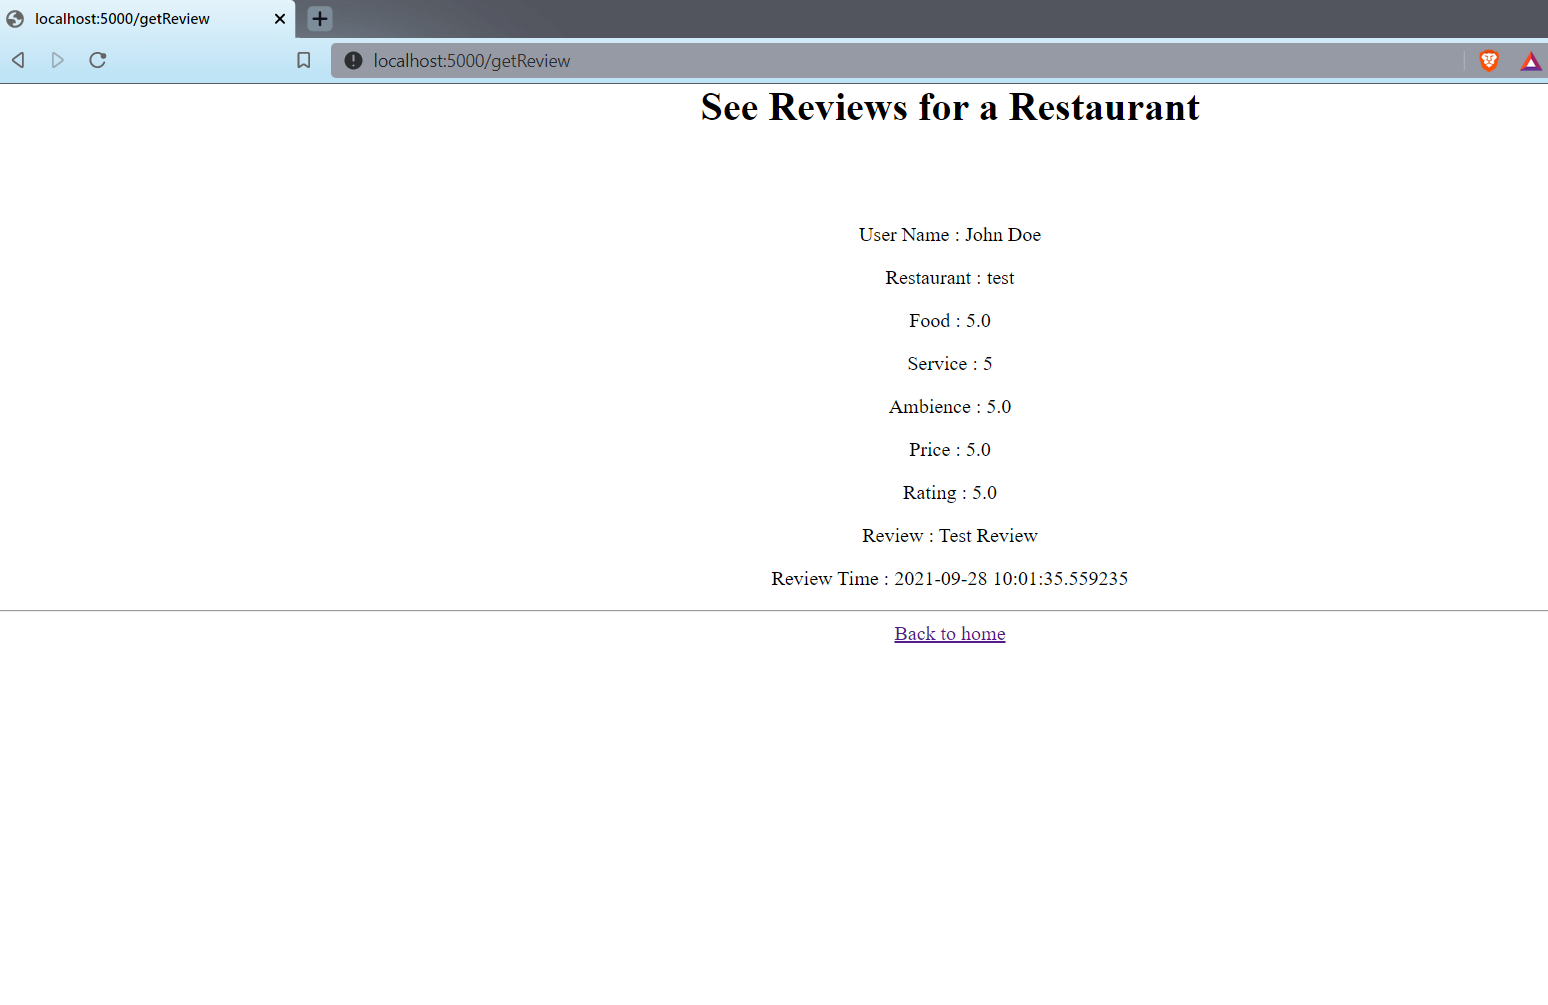 localhost:5000/getReview
localhost:5000/getReview
See Reviews for a Restaurant
User Name : John Doe
Restaurant : test
Food : 5.0
Service : 5
Ambience : 5.0
Price : 5.0
Rating : 5.0
Review : Test Review
Review Time : 2021-09-28 10:01:35.559235
Back to home